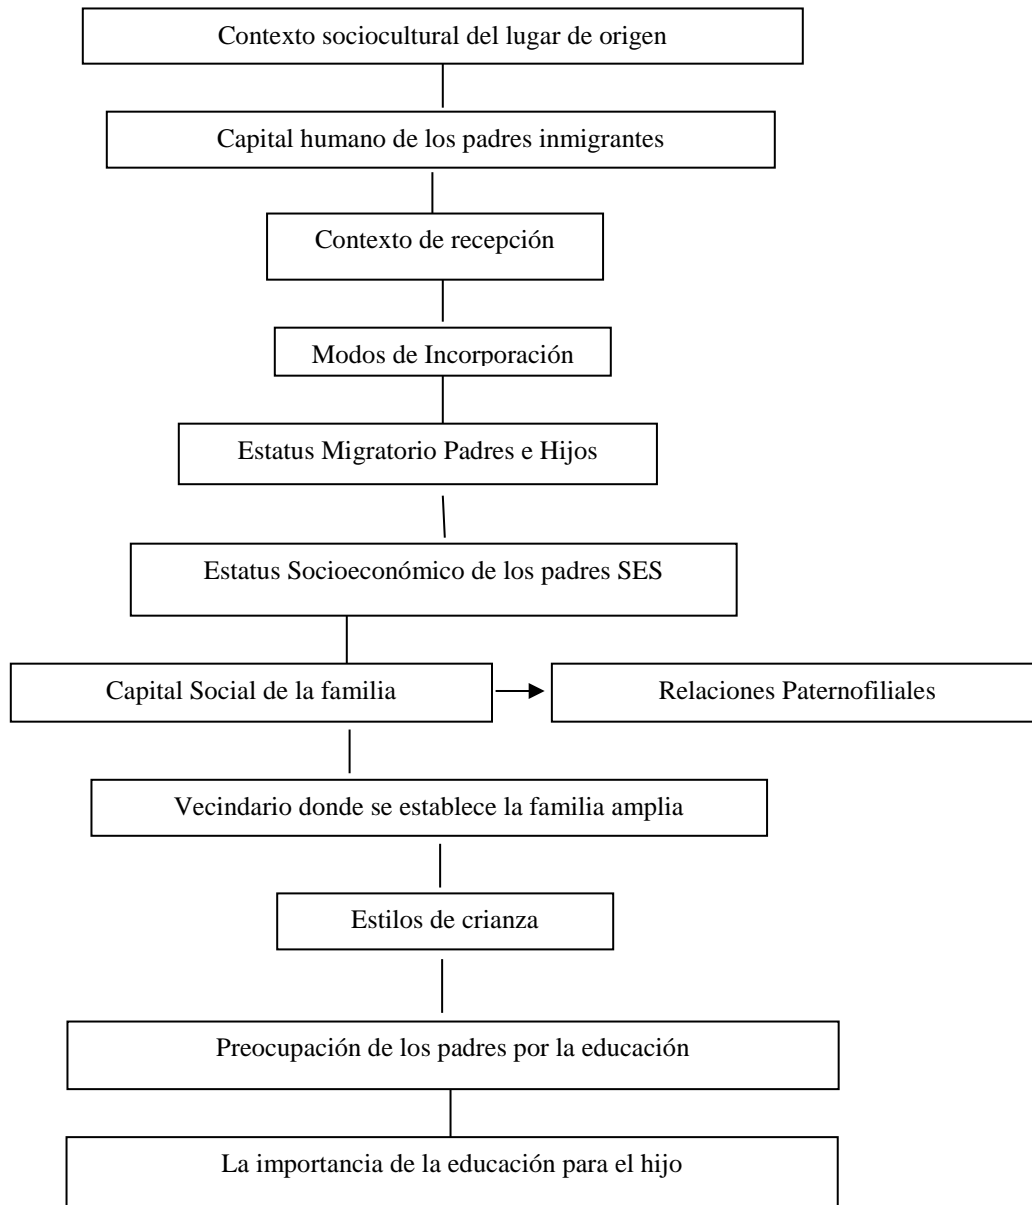 Contexto sociocultural del lugar de origen
Capital humano de los padres inmigrantes
Contexto de recepción
Modos de Incorporación
Estatus Migratorio Padres e Hijos
Estatus Socioeconómico de los padres SES
Capital Social de la familia
Relaciones Paternofiliales
Vecindario donde se establece la familia amplia
Estilos de crianza
Preocupación de los padres por la educación
La importancia de la educación para el hijo